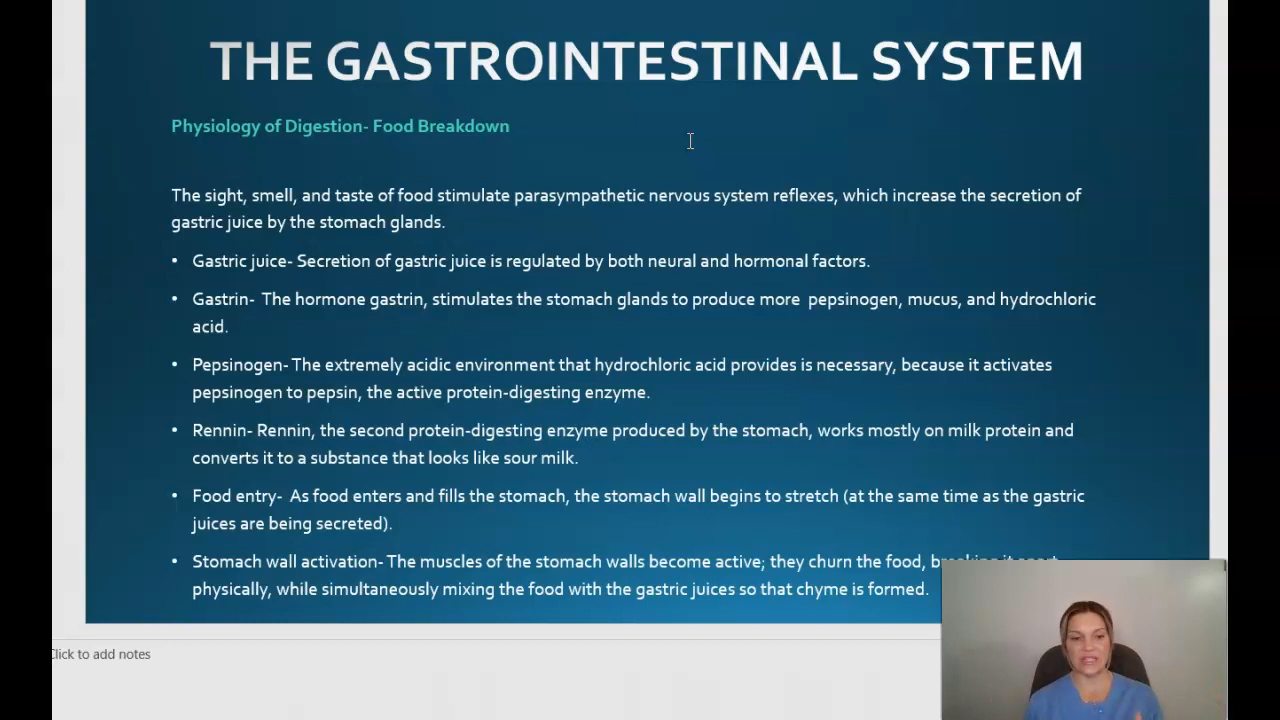 THE GASTROINTESTINAL SYSTEM
Physiology of Digestion- Food Breakdown
The sight, smell, and taste of food stimulate parasympathetic nervous system reflexes, which increase the secretion of
gastric juice by the stomach glands.
• Gastric juice- Secretion of gastric juice is regulated by both neural and hormonal factors.
• Gastrin- The hormone gastrin, stimulates the stomach glands to produce more pepsinogen, mucus, and hydrochloric
acid.
• Pepsinogen- The extremely acidic environment that hydrochloric acid provides is necessary, because it activates
pepsinogen to pepsin, the active protein-digesting enzyme.
• Rennin- Rennin, the second protein-digesting enzyme produced by the stomach, works mostly on milk protein and
converts it to a substance that looks like sour milk.
• Food entry- As food enters and fills the stomach, the stomach wall begins to stretch (at the same time as the gastric
juices are being secreted).
• Stomach wall activation- The muscles of the stomach walls become active; they churn the food, breaking it apart
physically, while simultaneously mixing the food with the gastric juices so that chyme is formed.
Click to add notes